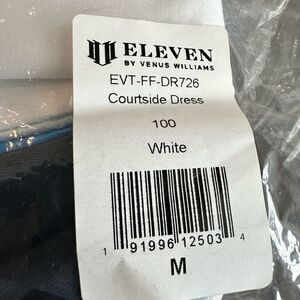 ELEVEN
BY VENUS WILLIAMS
EVT-FF-DR726
Courtside Dress
100
White
1 91996 12503 4
M